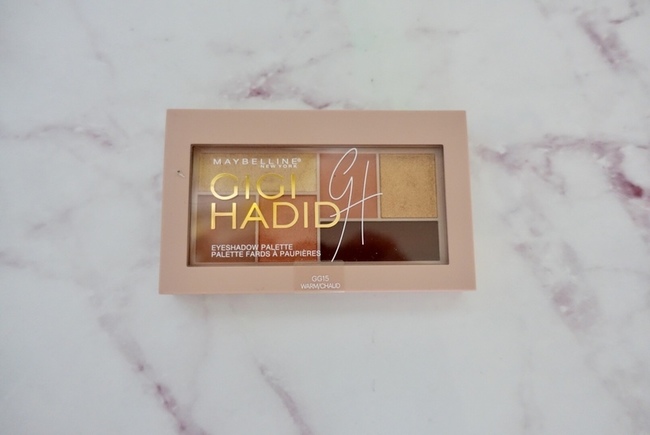 MAYBELLINE®
NEW YORK
GIGI
HADID
GH
EYESHADOW PALETTE
PALETTE FARDS À PAUPIÈRES
GG15
WARM/CHAUD